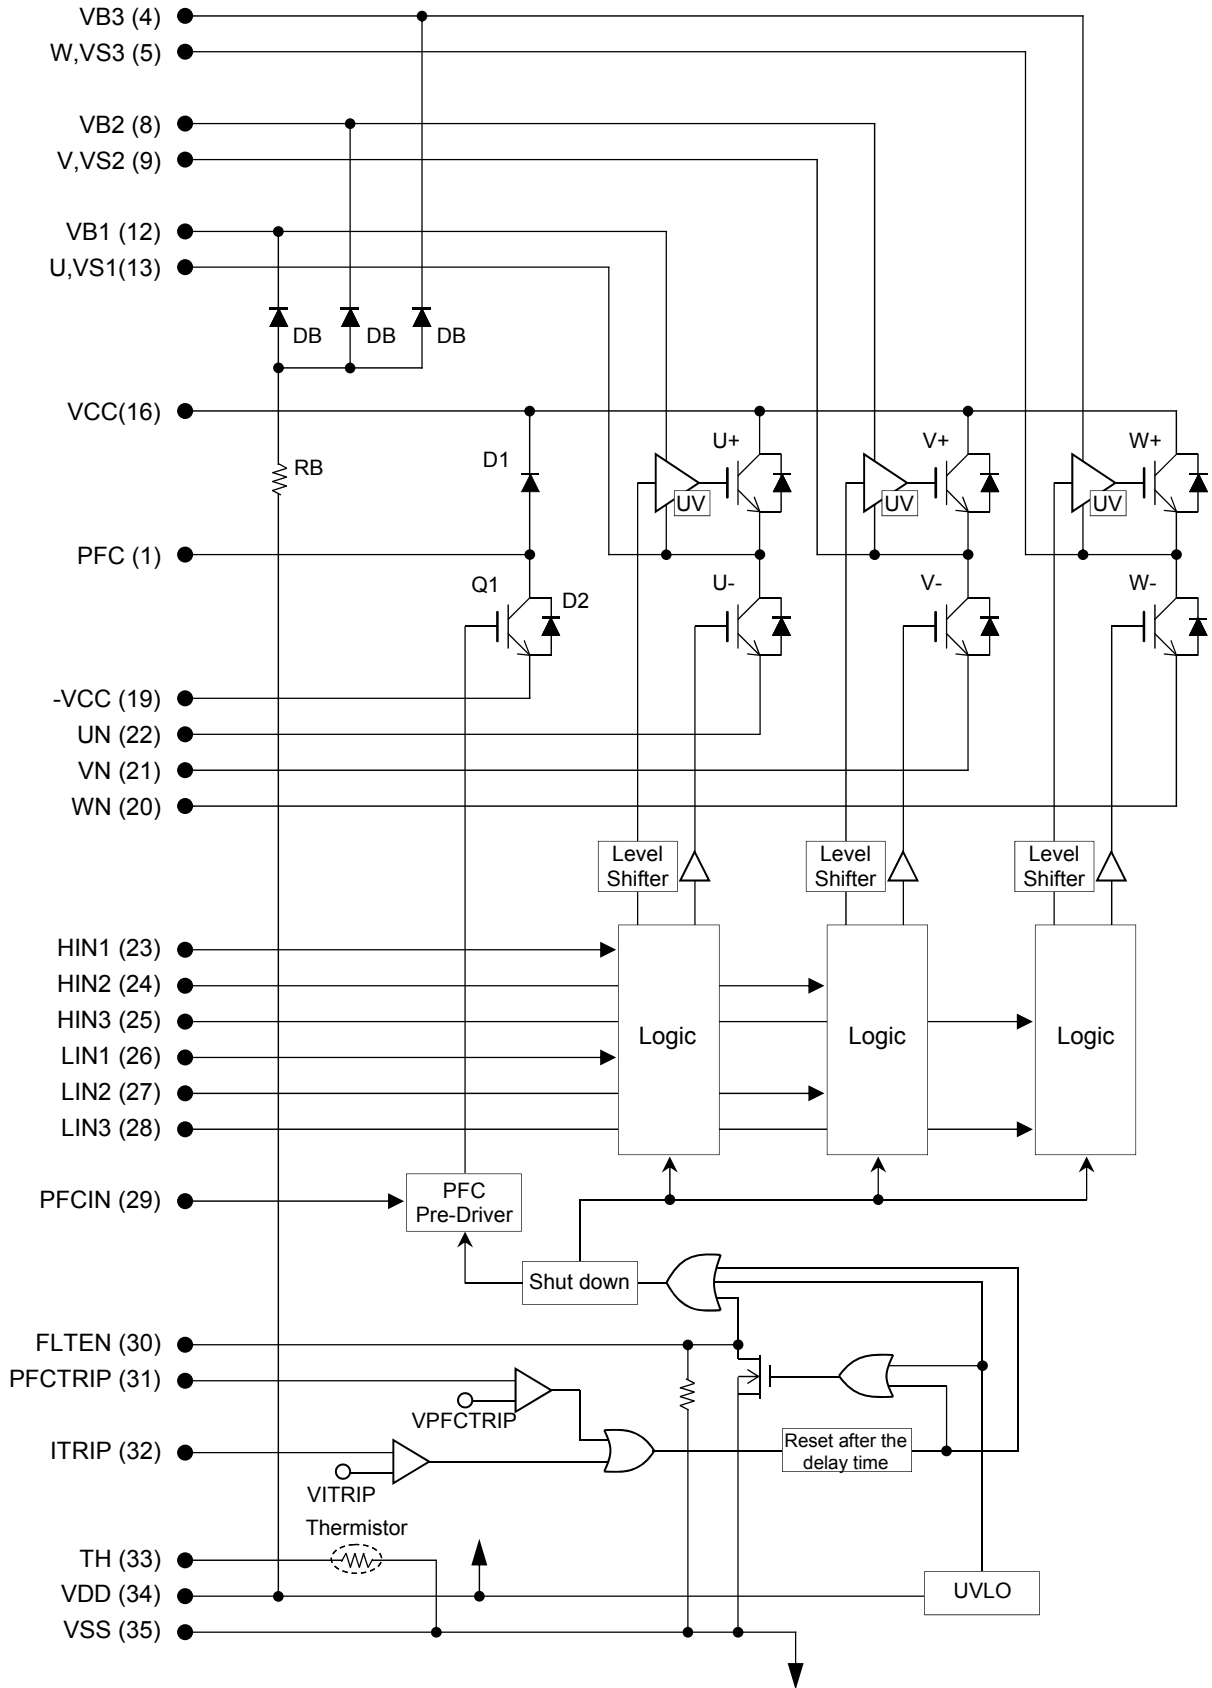 VB3 (4)
W,VS3 (5)
VB2 (8)
V,VS2 (9)
VB1 (12)
U,VS1(13)
DB
DB
DB
VCC(16)
U+
V+
W+
D1
RB
UV
UV
UV
PFC (1)
Q1
D2
U-
V-
W-
-VCC (19)
UN (22)
VN (21)
WN (20)
Level
Shifter
Level
Shifter
Level
Shifter
HIN1 (23)
HIN2 (24)
HIN3 (25)
LIN1 (26)
LIN2 (27)
LIN3 (28)
Logic
Logic
Logic
PFCIN (29)
PFC
Pre-Driver
Shut down
FLTEN (30)
PFCTRIP (31)
VPFCTRIP
ITRIP (32)
VITRIP
Reset after the
delay time
Thermistor
TH (33)
VDD (34)
VSS (35)
UVLO